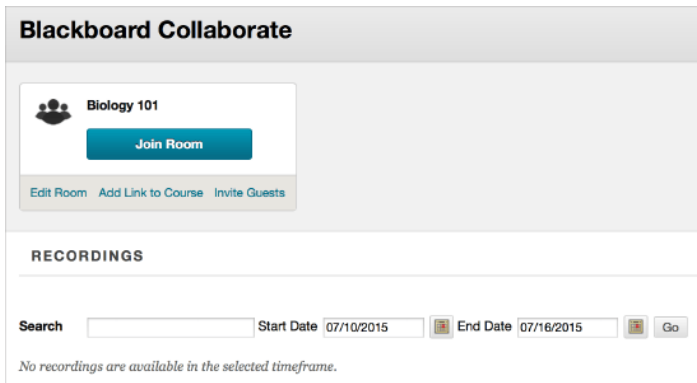 Blackboard Collaborate
Biology 101
Join Room
Edit Room Add Link to Course Invite Guests
RECORDINGS
Search Start Date 07/10/2015 End Date 07/16/2015 Go
No recordings are available in the selected timeframe.